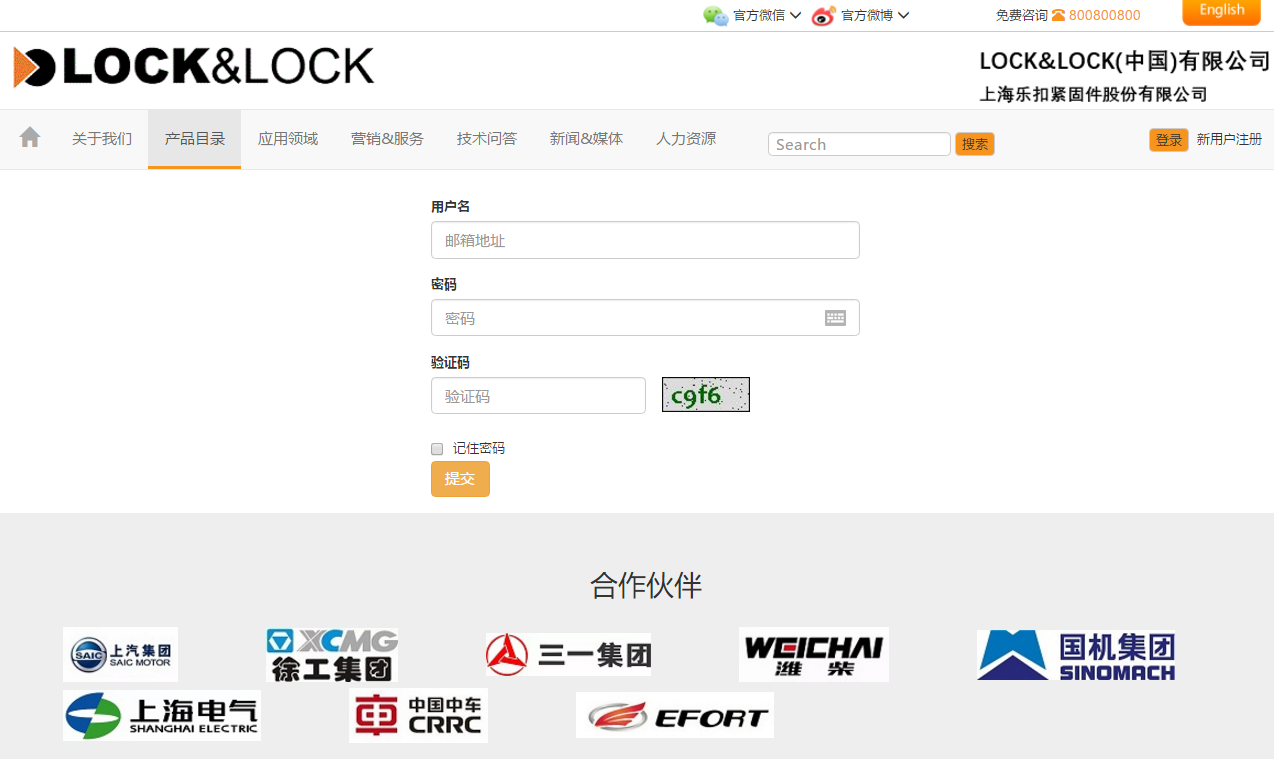 官方微信 官方微博 免费咨询 800800800 English
LOCK&LOCK
LOCK&LOCK(中国)有限公司
上海乐扣紧固件股份有限公司
关于我们 产品目录 应用领域 营销&服务 技术问答 新闻&媒体 人力资源 Search 搜索 登录 新用户注册
用户名
邮箱地址
密码
密码
验证码
验证码 c9f6
记住密码
提交
合作伙伴
SAIC 上汽集团 SAIC MOTOR
XCMG
徐工集团
三一集团
WEICHAI
潍柴
国机集团
SINOMACH
上海电气
SHANGHAI ELECTRIC
中国中车
CRRC
EFORT